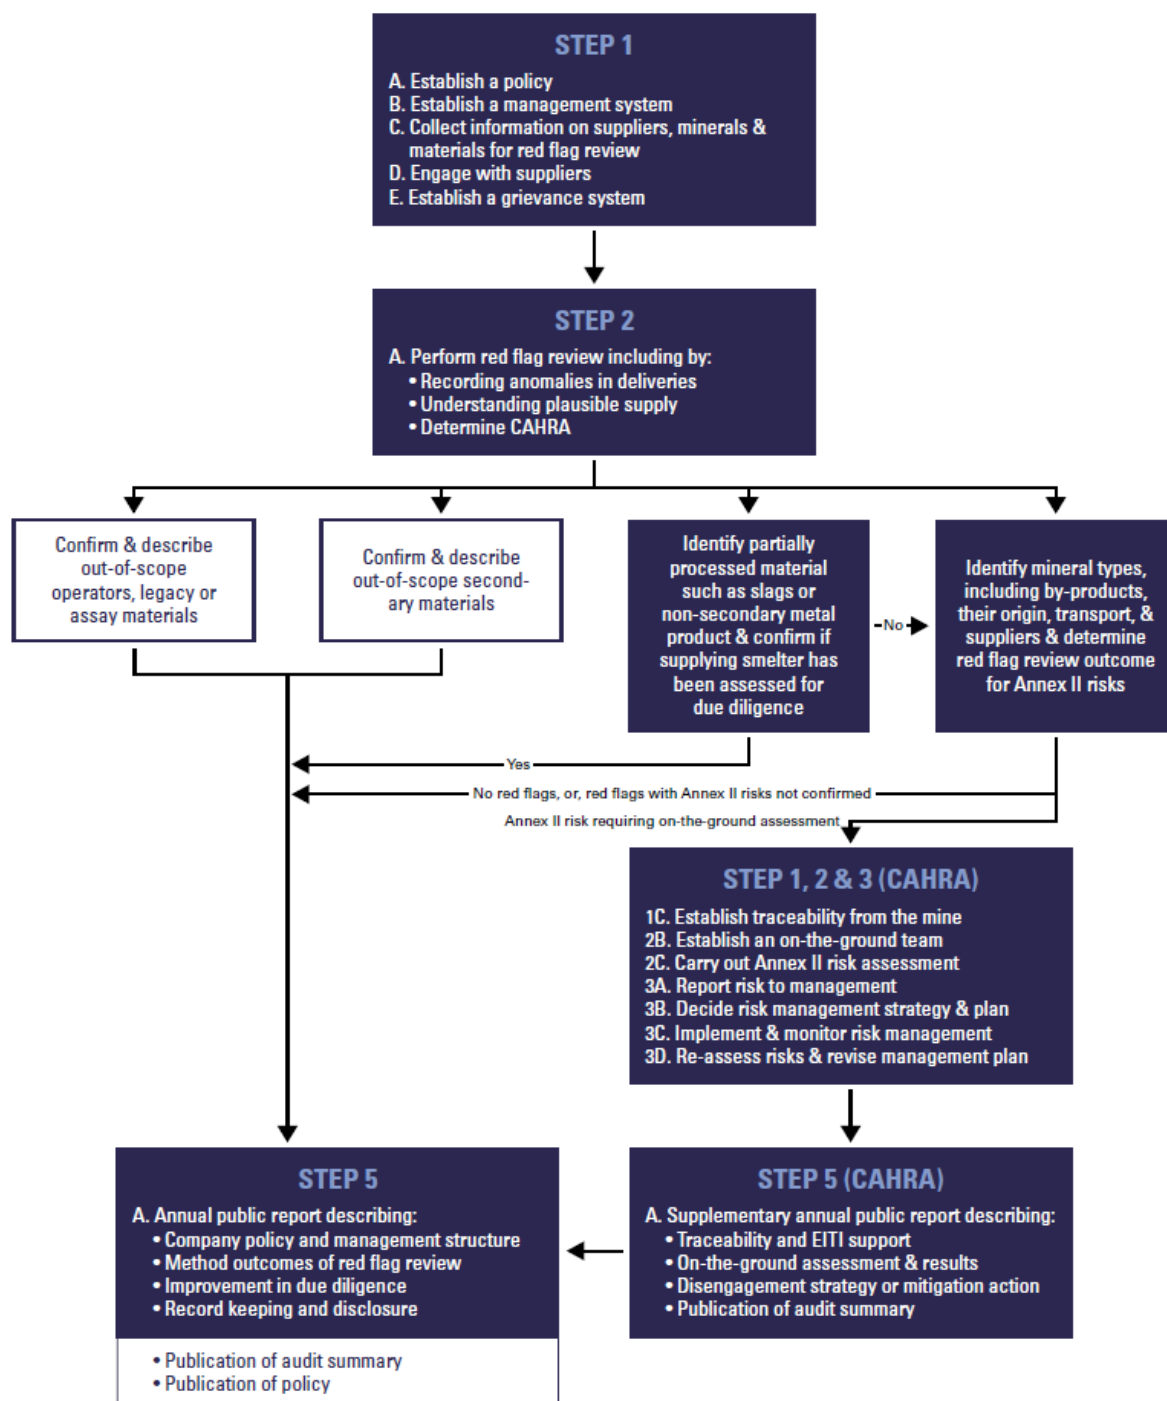 STEP 1
A. Establish a policy
B. Establish a management system
C. Collect information on suppliers, minerals &
materials for red flag review
D. Engage with suppliers
E. Establish a grievance system
STEP 2
A. Perform red flag review including by:
• Recording anomalies in deliveries
• Understanding plausible supply
• Determine CAHRA
Confirm & describe
out-of-scope
operators, legacy or
assay materials
Confirm & describe
out-of-scope second-
ary materials
Identify partially
processed material
such as slags or
non-secondary metal
product & confirm if
supplying smelter has
been assessed for
due diligence
No
Identify mineral types,
including by-products,
their origin, transport, &
suppliers & determine
red flag review outcome
for Annex II risks
Yes
No red flags, or, red flags with Annex II risks not confirmed
Annex II risk requiring on-the-ground assessment
STEP 1, 2 & 3 (CAHRA)
1C. Establish traceability from the mine
2B. Establish an on-the-ground team
2C. Carry out Annex II risk assessment
3A. Report risk to management
3B. Decide risk management strategy & plan
3C. Implement & monitor risk management
3D. Re-assess risks & revise management plan
STEP 5
A. Annual public report describing:
• Company policy and management structure
• Method outcomes of red flag review
• Improvement in due diligence
• Record keeping and disclosure
• Publication of audit summary
• Publication of policy
STEP 5 (CAHRA)
A. Supplementary annual public report describing:
• Traceability and EITI support
• On-the-ground assessment & results
• Disengagement strategy or mitigation action
• Publication of audit summary